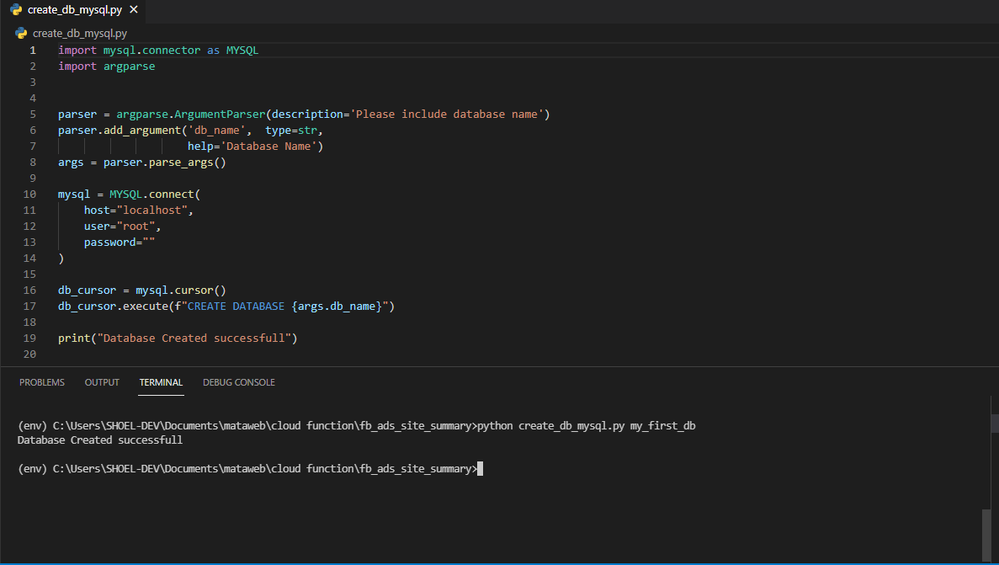 create_db_mysql.py ✕
create_db_mysql.py
1 import mysql.connector as MYSQL
2 import argparse
3
4
5 parser = argparse.ArgumentParser(description='Please include database name')
6 parser.add_argument('db_name',  type=str,
7                     help='Database Name')
8 args = parser.parse_args()
9
10 mysql = MYSQL.connect(
11     host="localhost",
12     user="root",
13     password=""
14 )
15
16 db_cursor = mysql.cursor()
17 db_cursor.execute(f"CREATE DATABASE {args.db_name}")
18
19 print("Database Created successfull")
20
PROBLEMS OUTPUT TERMINAL DEBUG CONSOLE
(env) C:\Users\SHOEL-DEV\Documents\mataweb\cloud function\fb_ads_site_summary>python create_db_mysql.py my_first_db
Database Created successfull
(env) C:\Users\SHOEL-DEV\Documents\mataweb\cloud function\fb_ads_site_summary>